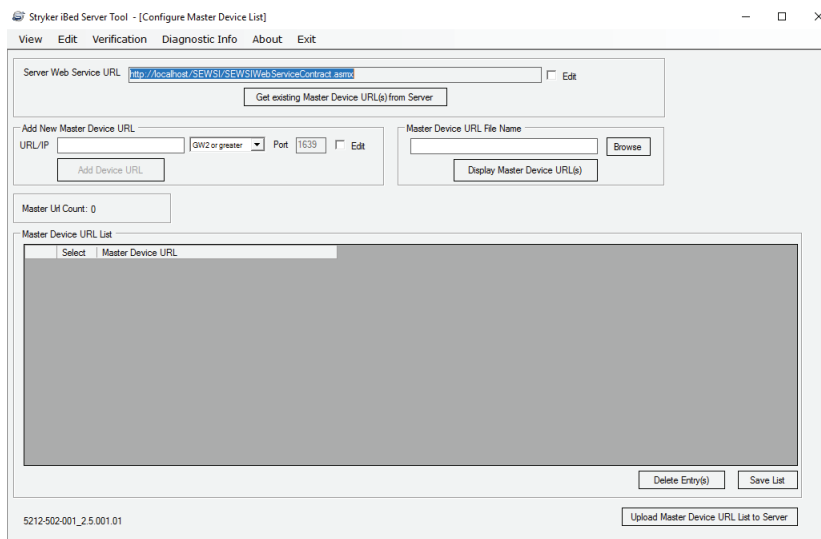 Stryker iBed Server Tool - [Configure Master Device List]
View Edit Verification Diagnostic Info About Exit
Server Web Service URL http://localhost/SEWSI/SEWSIWebServiceContract.asmx Edit
Get existing Master Device URL(s) from Server
Add New Master Device URL
URL/IP GW2 or greater Port 1639 Edit
Add Device URL
Master Device URL File Name
Browse
Display Master Device URL(s)
Master Url Count: 0
Master Device URL List
Select Master Device URL
Delete Entry(s) Save List
5212-502-001_2.5.001.01
Upload Master Device URL List to Server